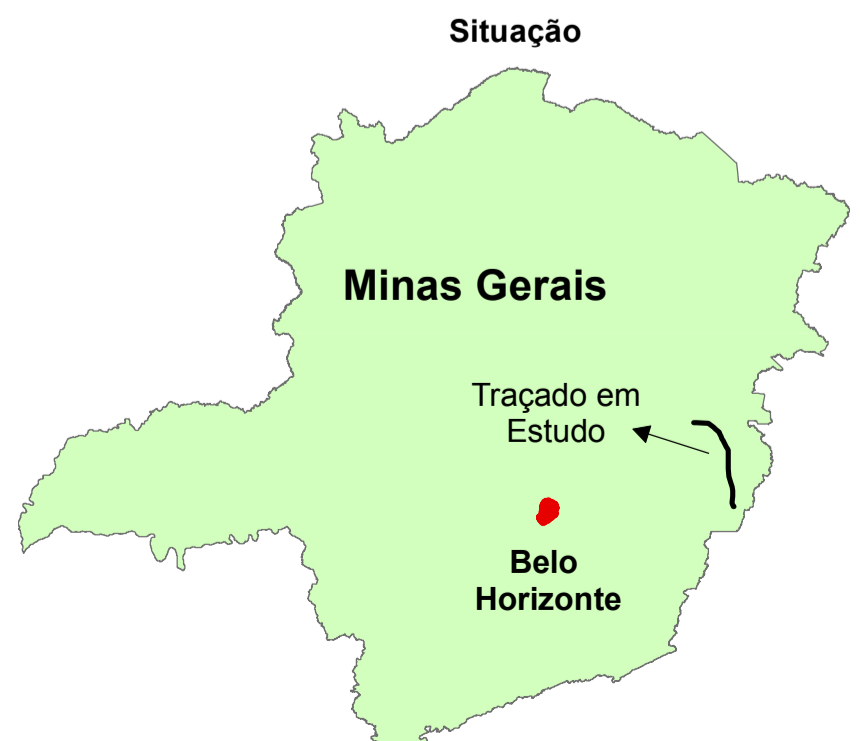 Situação
Minas Gerais
Traçado em
Estudo
Belo
Horizonte